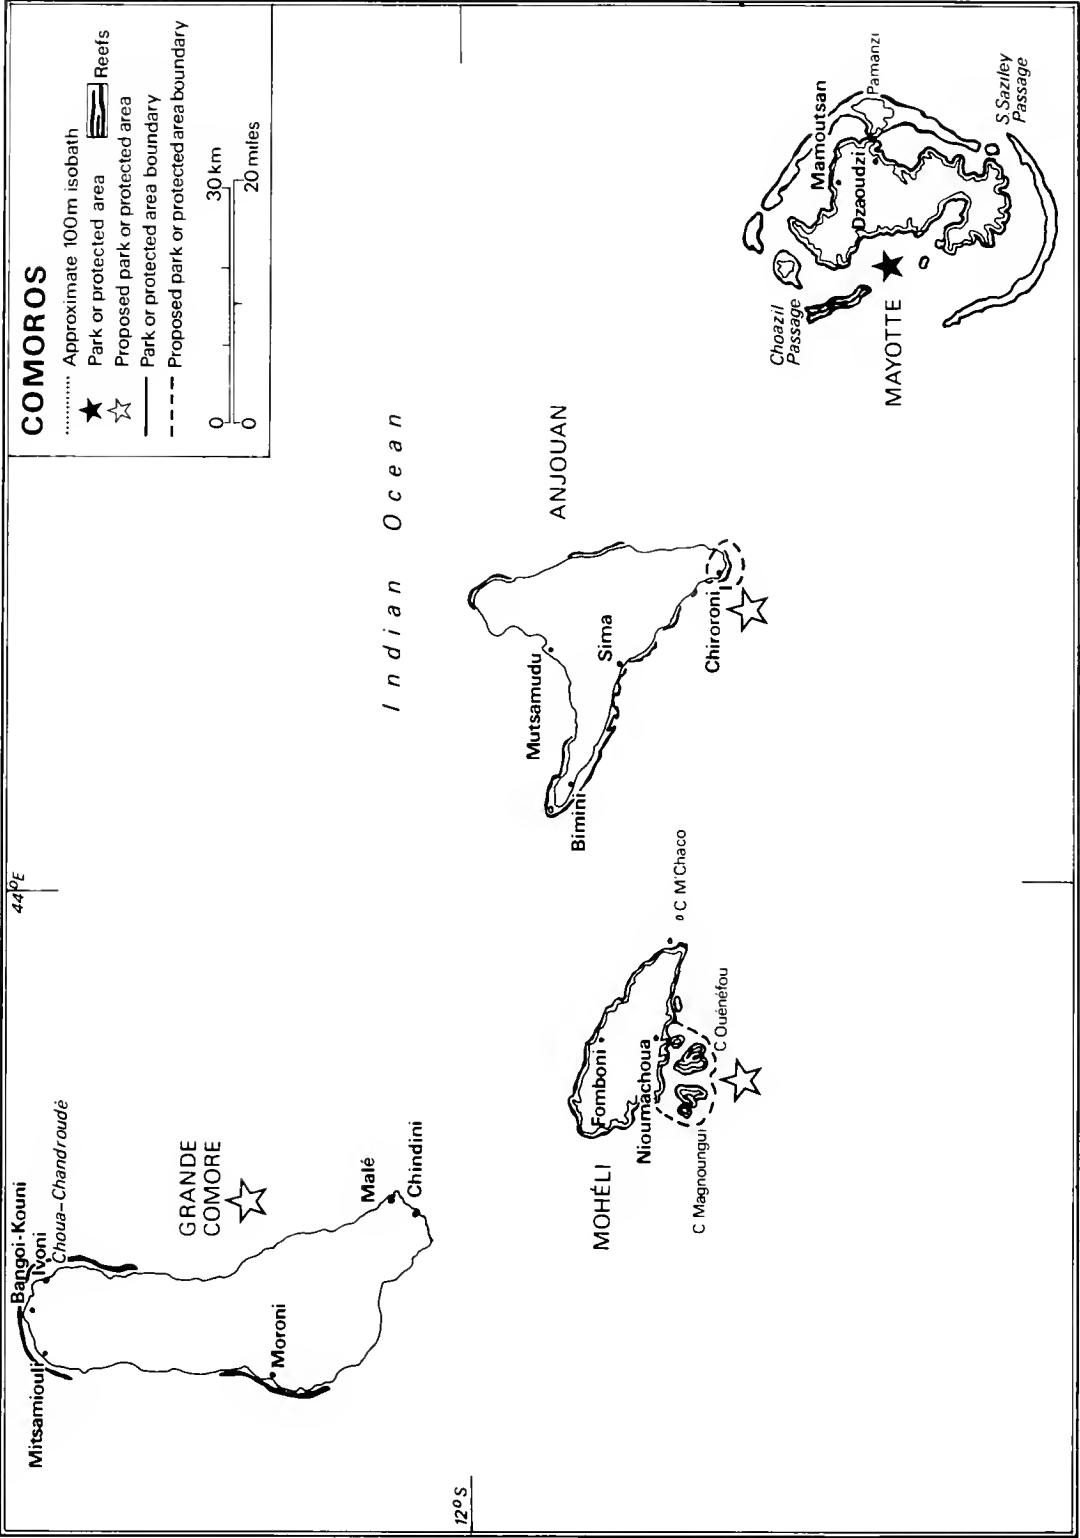 COMOROS
Approximate 100m isobath
Park or protected area
Reefs
Proposed park or protected area
Park or protected area boundary
Proposed park or protected area boundary
0
30 km
0
20 miles
44°E
12°S
Indian Ocean
Bangoi-Kouni
Ivoni
Choua-Chandroudé
Mitsamiouli
GRANDE
COMORE
Moroni
Malé
Chindini
MOHÉLI
Fomboni
Nioumachoua
C Magnoungui
C Ouénéfou
C M'Chaco
ANJOUAN
Mutsamudu
Sima
Bimini
Chiroroni
MAYOTTE
Choazil
Passage
Mamoutsan
Dzaoudzi
Pamanzi
S.Saziley
Passage